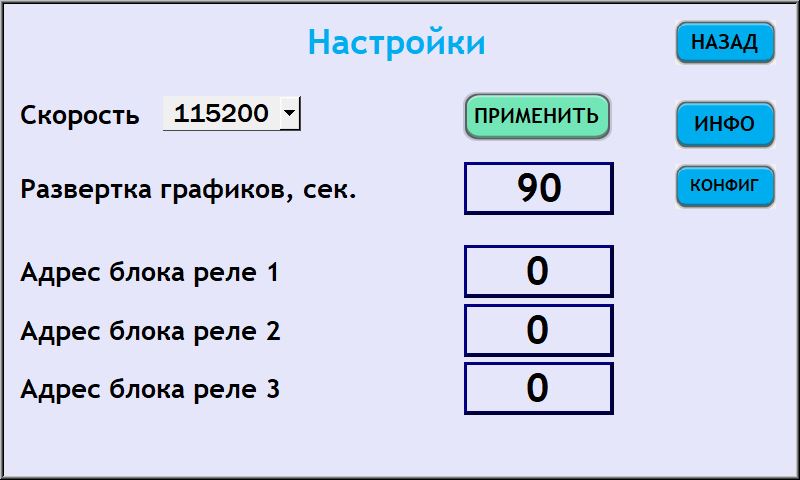 Настройки
НАЗАД
Скорость 115200
ПРИМЕНИТЬ
ИНФО
Развертка графиков, сек. 90
КОНФИГ
Адрес блока реле 1 0
Адрес блока реле 2 0
Адрес блока реле 3 0